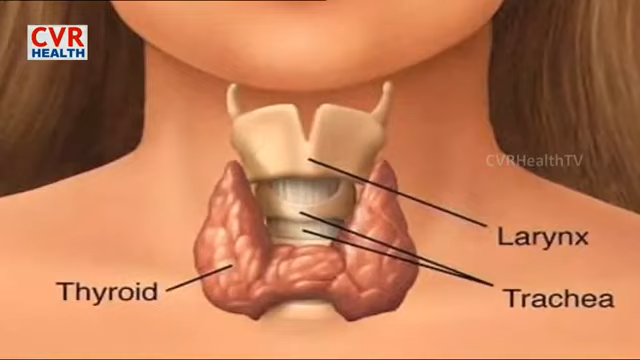 CVR
HEALTH
CVRHealthTV
Larynx
Thyroid
Trachea